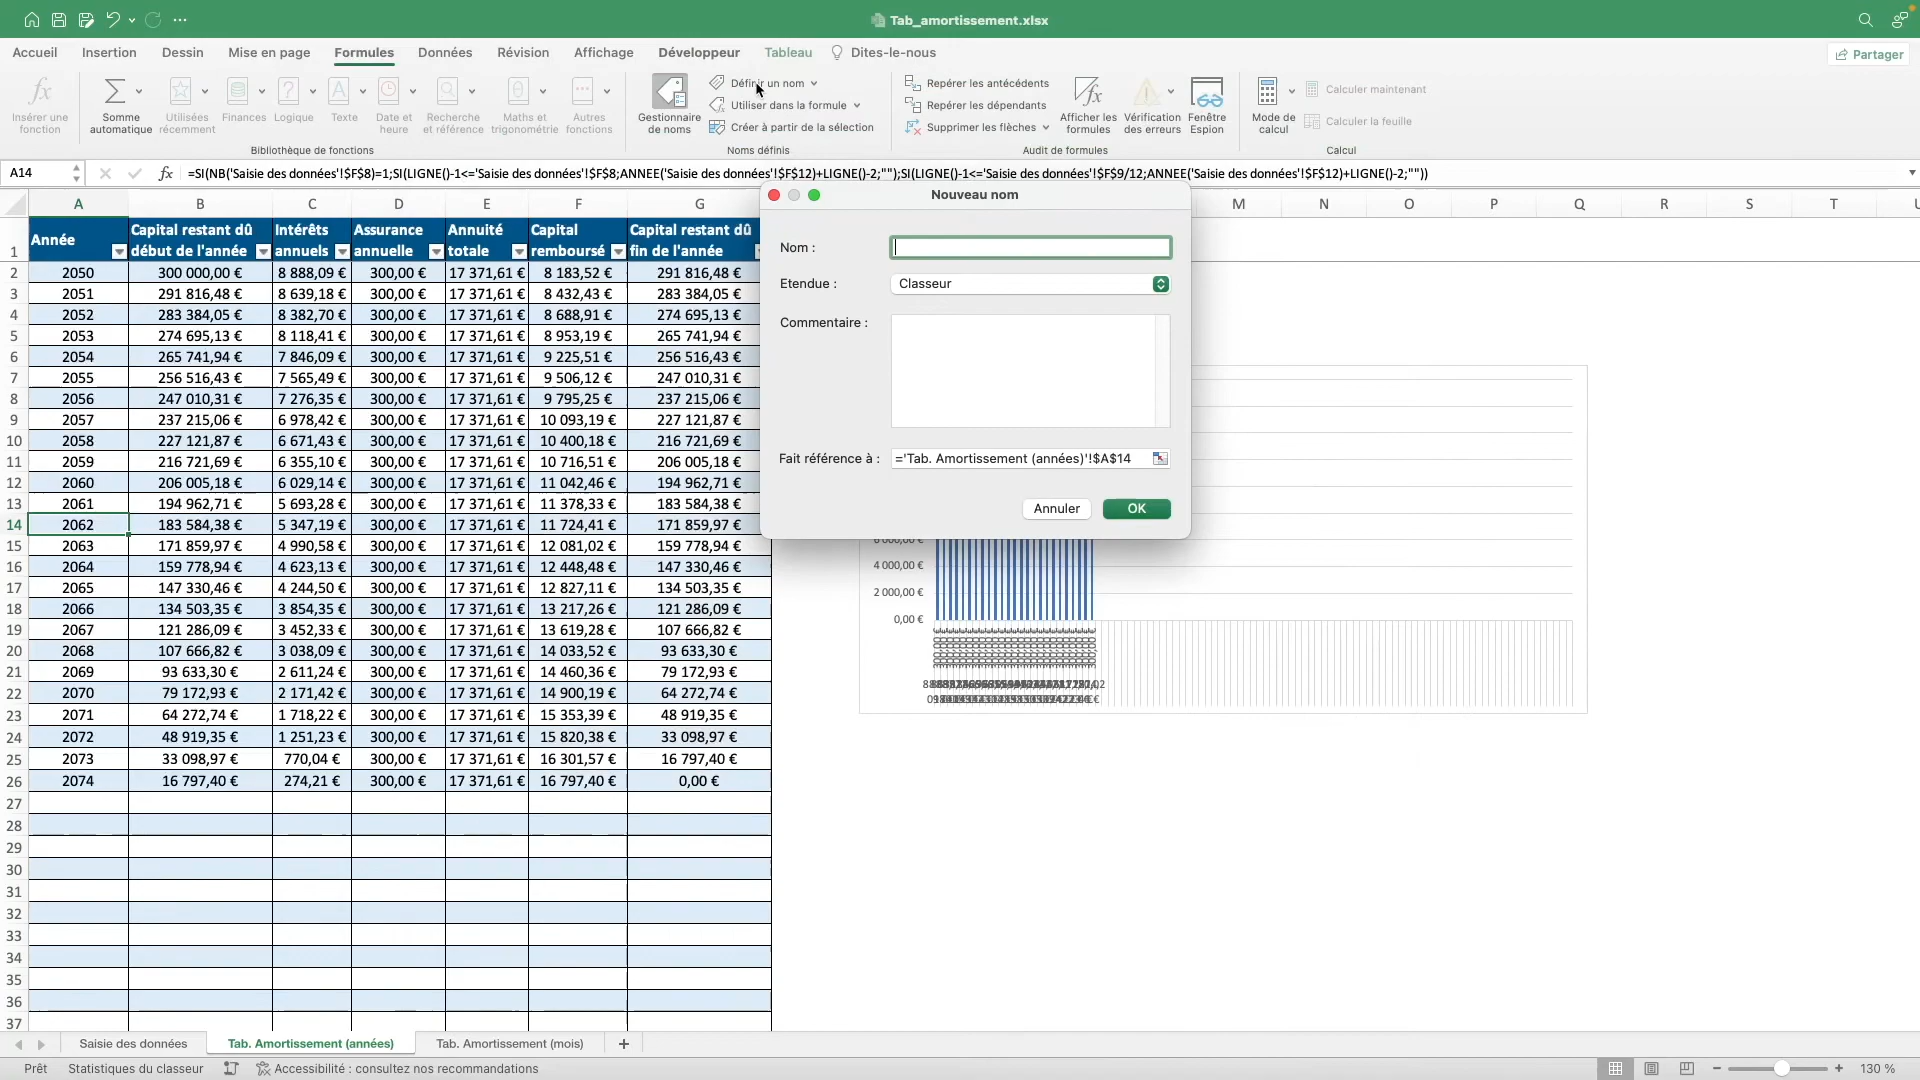 Tab_amortissement.xlsx
Accueil Insertion Dessin Mise en page Formules Données Révision Affichage Développeur Tableau Dites-le-nous Partager
Insérer une fonction
Somme automatique
Utilisées récemment
Finances
Logique
Texte
Date et heure
Recherche et référence
Maths et trigonométrie
Autres fonctions
Bibliothèque de fonctions
Gestionnaire de noms
Définir un nom
Utiliser dans la formule
Créer à partir de la sélection
Noms définis
Repérer les antécédents
Repérer les dépendants
Supprimer les flèches
Afficher les formules
Vérification des erreurs
Fenêtre Espion
Audit de formules
Mode de calcul
Calculer maintenant
Calculer la feuille
Calcul
A14 fx =SI(NB('Saisie des données'!$F$8)=1;SI(LIGNE()-1<='Saisie des données'!$F$8;ANNEE('Saisie des données'!$F$12)+LIGNE()-2;"");SI(LIGNE()-1<='Saisie des données'!$F$9/12;ANNEE('Saisie des données'!$F$12)+LIGNE()-2;""))
A B C D E F G M N O P Q R S T
1 Année Capital restant dû début de l'année Intérêts annuels Assurance annuelle Annuité totale Capital remboursé Capital restant dû fin de l'année
2 2050 300 000,00 € 8 888,09 € 300,00 € 17 371,61 € 8 183,52 € 291 816,48 €
3 2051 291 816,48 € 8 639,18 € 300,00 € 17 371,61 € 8 432,43 € 283 384,05 €
4 2052 283 384,05 € 8 382,70 € 300,00 € 17 371,61 € 8 688,91 € 274 695,13 €
5 2053 274 695,13 € 8 118,41 € 300,00 € 17 371,61 € 8 953,19 € 265 741,94 €
6 2054 265 741,94 € 7 846,09 € 300,00 € 17 371,61 € 9 225,51 € 256 516,43 €
7 2055 256 516,43 € 7 565,49 € 300,00 € 17 371,61 € 9 506,12 € 247 010,31 €
8 2056 247 010,31 € 7 276,35 € 300,00 € 17 371,61 € 9 795,25 € 237 215,06 €
9 2057 237 215,06 € 6 978,42 € 300,00 € 17 371,61 € 10 093,19 € 227 121,87 €
10 2058 227 121,87 € 6 671,43 € 300,00 € 17 371,61 € 10 400,18 € 216 721,69 €
11 2059 216 721,69 € 6 355,10 € 300,00 € 17 371,61 € 10 716,51 € 206 005,18 €
12 2060 206 005,18 € 6 029,14 € 300,00 € 17 371,61 € 11 042,46 € 194 962,71 €
13 2061 194 962,71 € 5 693,28 € 300,00 € 17 371,61 € 11 378,33 € 183 584,38 €
14 2062 183 584,38 € 5 347,19 € 300,00 € 17 371,61 € 11 724,41 € 171 859,97 €
15 2063 171 859,97 € 4 990,58 € 300,00 € 17 371,61 € 12 081,02 € 159 778,94 €
16 2064 159 778,94 € 4 623,13 € 300,00 € 17 371,61 € 12 448,48 € 147 330,46 €
17 2065 147 330,46 € 4 244,50 € 300,00 € 17 371,61 € 12 827,11 € 134 503,35 €
18 2066 134 503,35 € 3 854,35 € 300,00 € 17 371,61 € 13 217,26 € 121 286,09 €
19 2067 121 286,09 € 3 452,33 € 300,00 € 17 371,61 € 13 619,28 € 107 666,82 €
20 2068 107 666,82 € 3 038,09 € 300,00 € 17 371,61 € 14 033,52 € 93 633,30 €
21 2069 93 633,30 € 2 611,24 € 300,00 € 17 371,61 € 14 460,36 € 79 172,93 €
22 2070 79 172,93 € 2 171,42 € 300,00 € 17 371,61 € 14 900,19 € 64 272,74 €
23 2071 64 272,74 € 1 718,22 € 300,00 € 17 371,61 € 15 353,39 € 48 919,35 €
24 2072 48 919,35 € 1 251,23 € 300,00 € 17 371,61 € 15 820,38 € 33 098,97 €
25 2073 33 098,97 € 770,04 € 300,00 € 17 371,61 € 16 301,57 € 16 797,40 €
26 2074 16 797,40 € 274,21 € 300,00 € 17 371,61 € 16 797,40 € 0,00 €
27
28
29
30
31
32
33
34
35
36
37
Nouveau nom
Nom :
Etendue : Classeur
Commentaire :
Fait référence à : ='Tab. Amortissement (années)'!$A$14
Annuler OK
6 000,00 €
4 000,00 €
2 000,00 €
0,00 €
Saisie des données Tab. Amortissement (années) Tab. Amortissement (mois) +
Prêt Statistiques du classeur Accessibilité : consultez nos recommandations 130 %